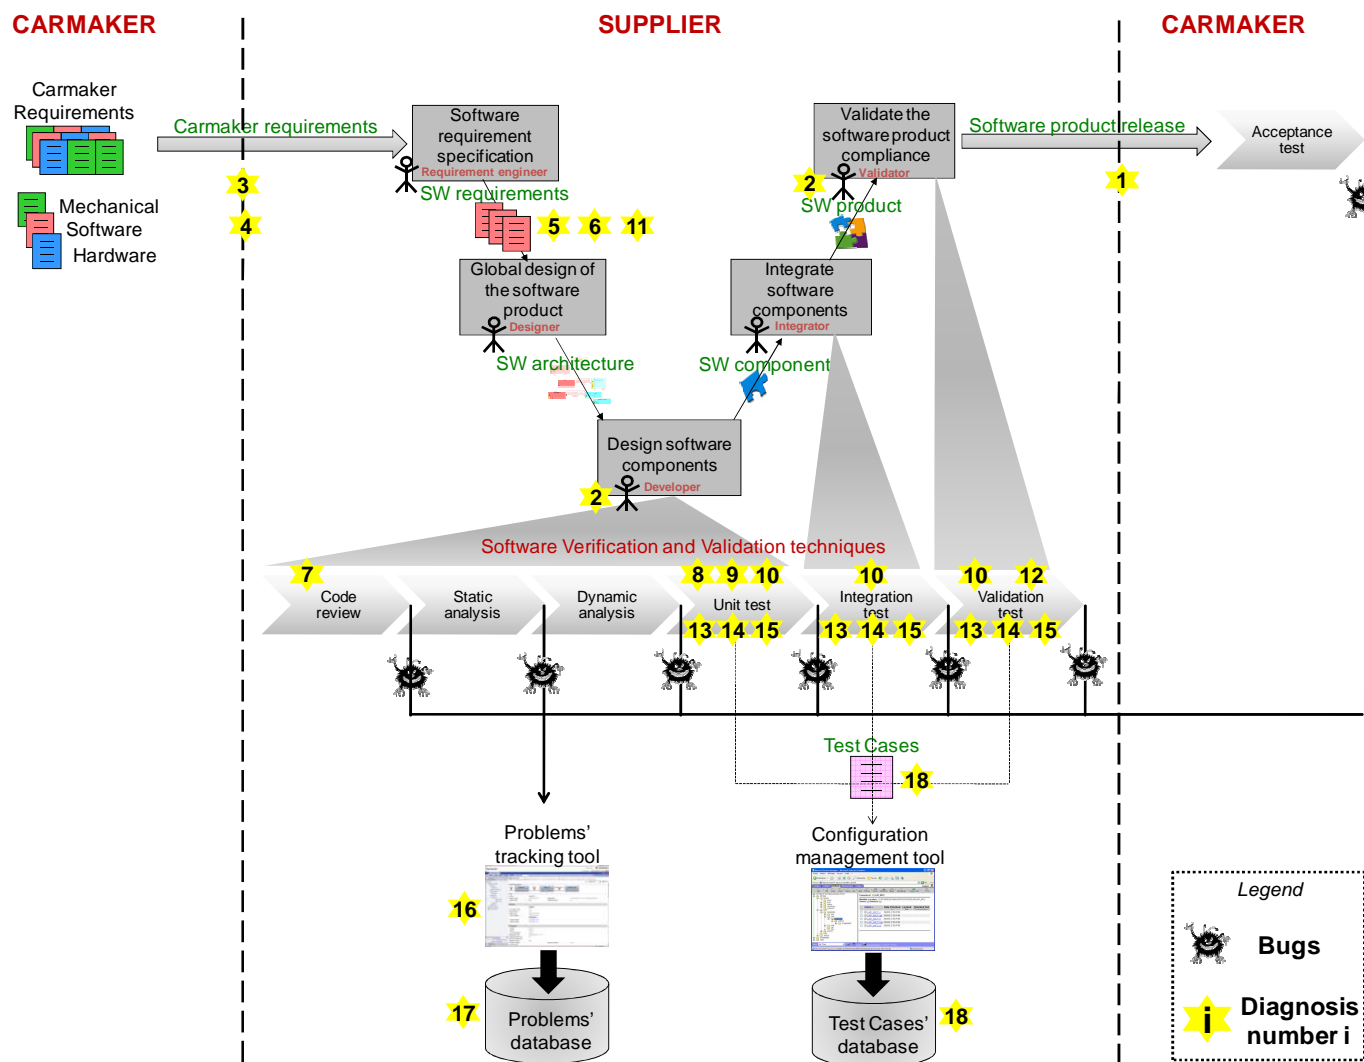 CARMAKER
SUPPLIER
CARMAKER
Carmaker
Requirements
Mechanical
Software
Hardware
Carmaker requirements
3
4
Software
requirement
specification
Requirement engineer
SW requirements
5 6 11
Global design of
the software
product
Designer
SW architecture
Design software
components
Developer
2
Validate the
software product
compliance
Validator
2
SW product
Integrate
software
components
Integrator
SW component
Software product release
1
Acceptance
test
Software Verification and Validation techniques
7
Code
review
Static
analysis
Dynamic
analysis
8 9 10
Unit test
13 14 15
10
Integration
test
13 14 15
10 12
Validation
test
13 14 15
Test Cases
18
Problems'
tracking tool
16
17
Problems'
database
Configuration
management tool
Test Cases'
database
18
Legend
Bugs
i
Diagnosis
number i